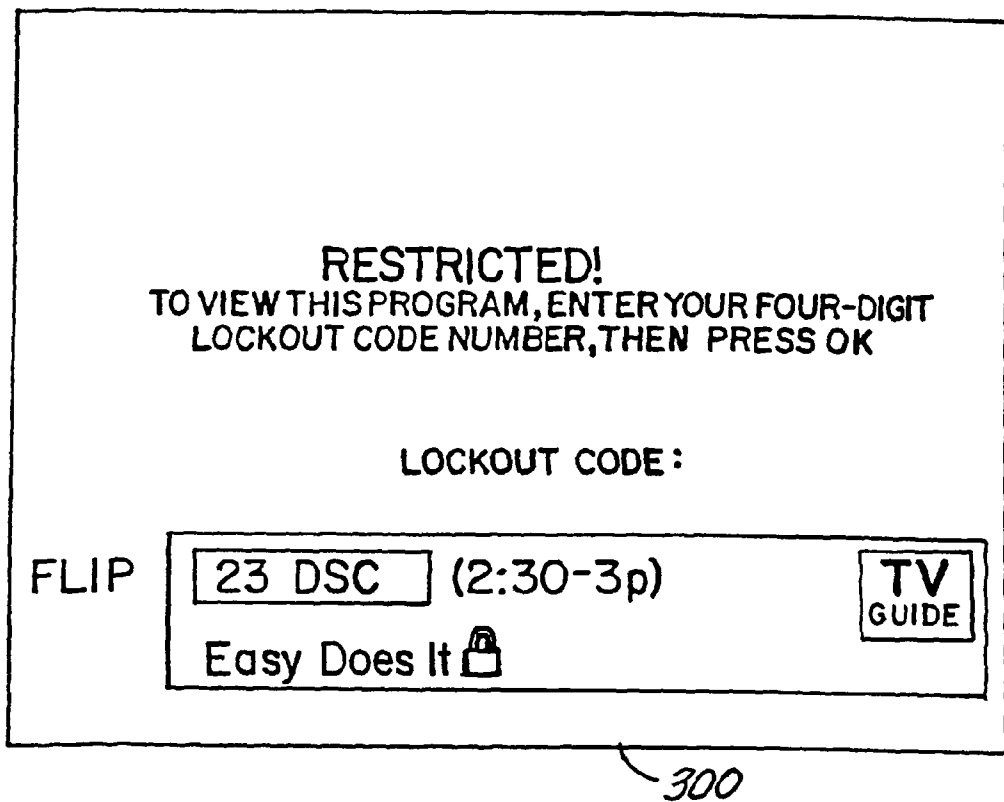 RESTRICTED!
TO VIEW THIS PROGRAM, ENTER YOUR FOUR-DIGIT
LOCKOUT CODE NUMBER, THEN PRESS OK
LOCKOUT CODE:
FLIP 23 DSC (2:30-3p) TV
GUIDE
Easy Does It
300